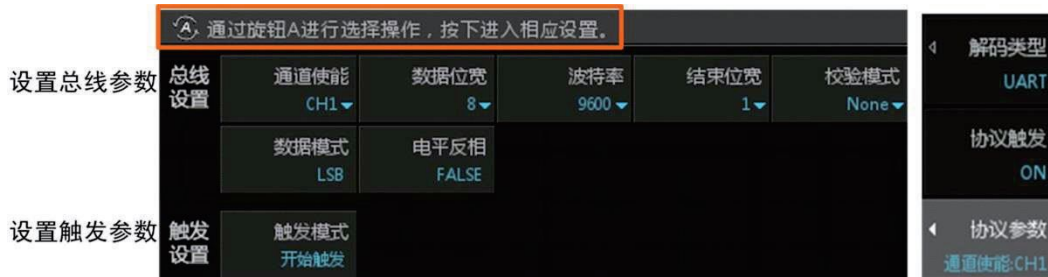 通过旋钮A进行选择操作，按下进入相应设置。
设置总线参数
总线设置
通道使能
CH1
数据位宽
8
波特率
9600
结束位宽
1
校验模式
None
数据模式
LSB
电平反相
FALSE
设置触发参数
触发设置
触发模式
开始触发
解码类型
UART
协议触发
ON
协议参数
通道使能:CH1